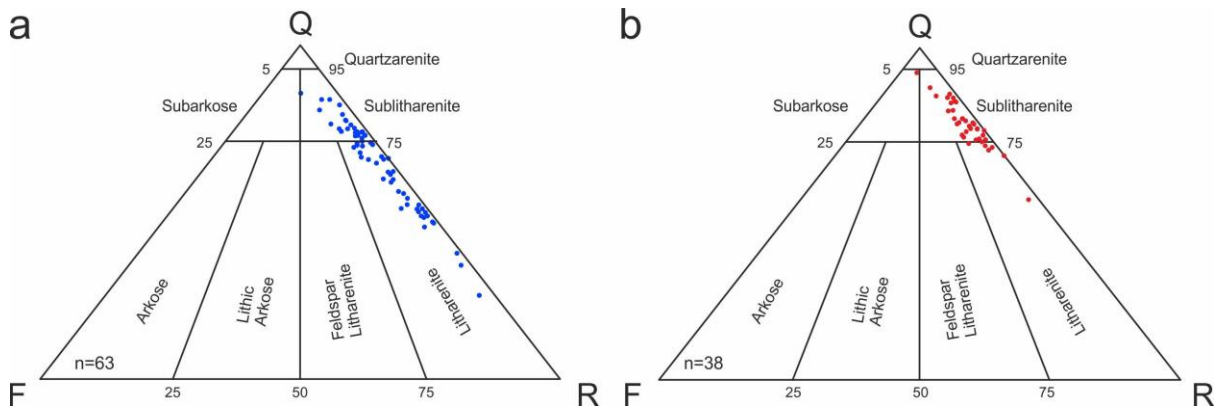 a
Q
Quartzarenite
5
95
Subarkose
Sublitharenite
25
75
Arkose
Lithic
Arkose
Feldspar
Litharenite
Litharenite
n=63
F
25
50
75
R
b
Q
Quartzarenite
5
95
Subarkose
Sublitharenite
25
75
Arkose
Lithic
Arkose
Feldspar
Litharenite
Litharenite
n=38
F
25
50
75
R